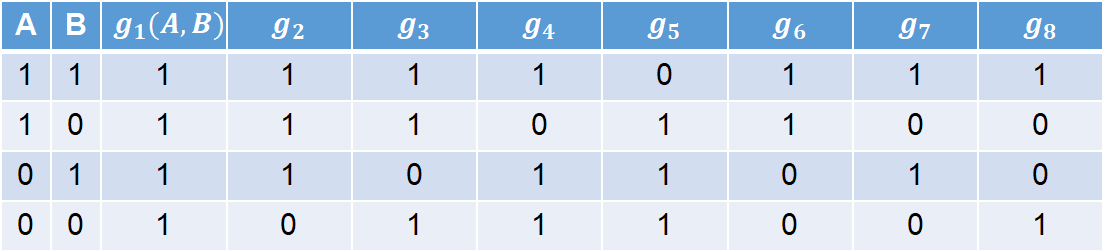 A B g₁(A, B) g₂ g₃ g₄ g₅ g₆ g₇ g₈
1 1 1 1 1 1 0 1 1 1
1 0 1 1 1 0 1 1 0 0
0 1 1 1 0 1 1 0 1 0
0 0 1 0 1 1 1 0 0 1